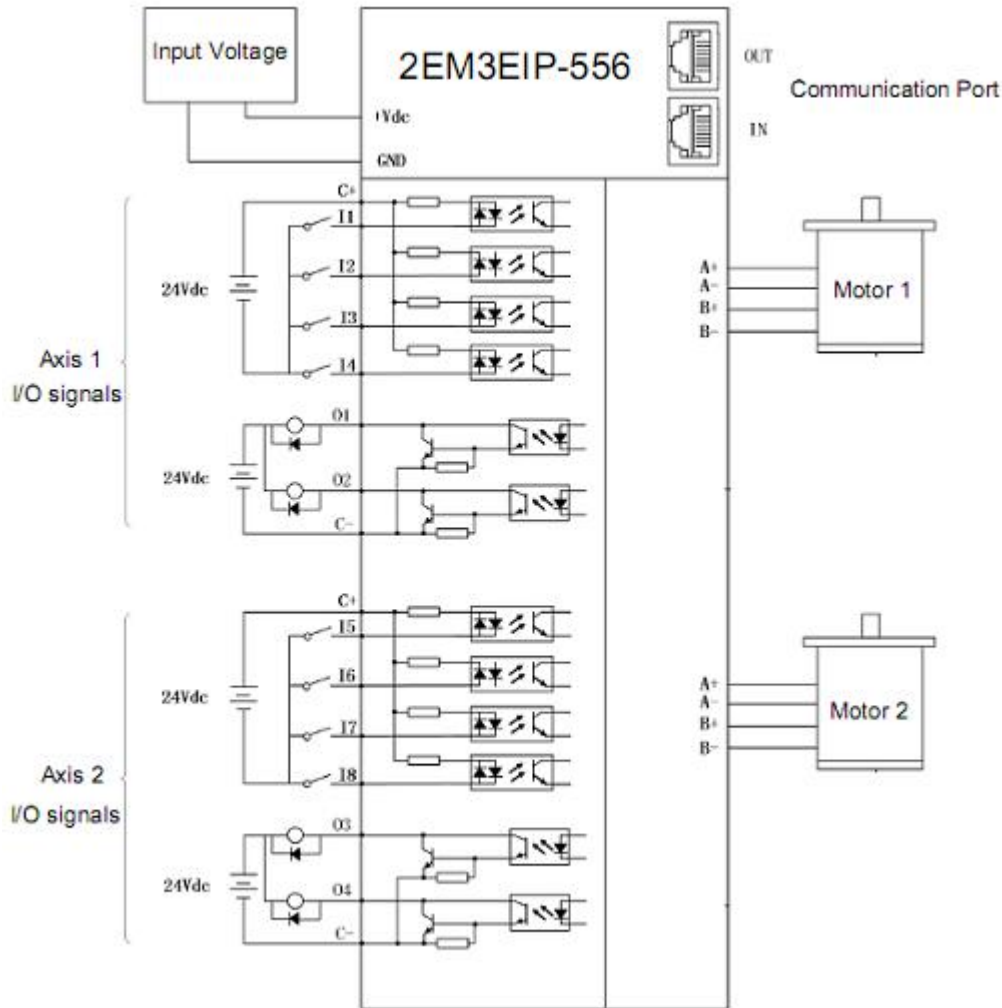 Input Voltage
2EM3EIP-556
OUT
Communication Port
IN
+Vdc
GND
C+
I1
I2
24Vdc
I3
I4
Axis 1
I/O signals
O1
24Vdc
O2
C-
A+
A-
B+
B-
Motor 1
C+
I5
I6
24Vdc
I7
I8
Axis 2
I/O signals
O3
24Vdc
O4
C-
A+
A-
B+
B-
Motor 2